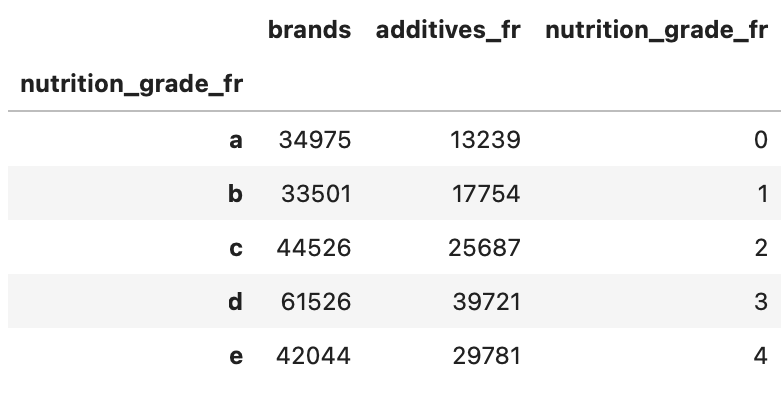 brands additives_fr nutrition_grade_fr
nutrition_grade_fr
a 34975 13239 0
b 33501 17754 1
c 44526 25687 2
d 61526 39721 3
e 42044 29781 4